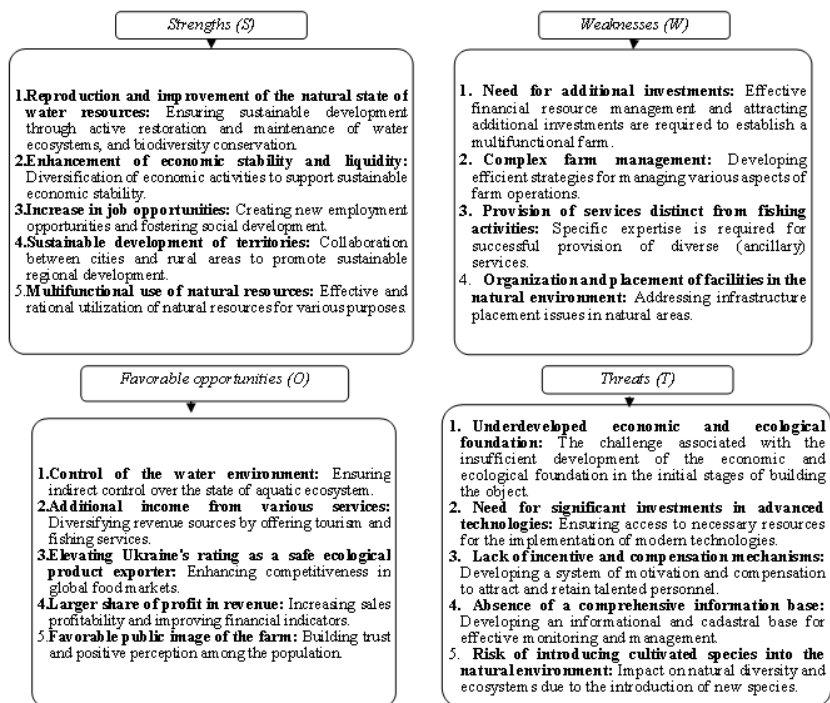 Strengths (S)
1.Reproduction and improvement of the natural state of
water resources: Ensuring sustainable development
through active restoration and maintenance of water
ecosystems, and biodiversity conservation.
2.Enhancement of economic stability and liquidity:
Diversification of economic activities to support sustainable
economic stability.
3.Increase in job opportunities: Creating new employment
opportunities and fostering social development.
4.Sustainable development of territories: Collaboration
between cities and rural areas to promote sustainable
regional development.
5.Multifunctional use of natural resources: Effective and
rational utilization of natural resources for various purposes.
Weaknesses (W)
1. Need for additional investments: Effective
financial resource management and attracting
additional investments are required to establish a
multifunctional farm.
2. Complex farm management: Developing
efficient strategies for managing various aspects of
farm operations.
3. Provision of services distinct from fishing
activities: Specific expertise is required for
successful provision of diverse (ancillary)
services.
4. Organization and placement of facilities in the
natural environment: Addressing infrastructure
placement issues in natural areas.
Favorable opportunities (O)
1.Control of the water environment: Ensuring
indirect control over the state of aquatic ecosystem.
2.Additional income from various services:
Diversifying revenue sources by offering tourism and
fishing services.
3.Elevating Ukraine's rating as a safe ecological
product exporter: Enhancing competitiveness in
global food markets.
4.Larger share of profit in revenue: Increasing sales
profitability and improving financial indicators.
5.Favorable public image of the farm: Building trust
and positive perception among the population.
Threats (T)
1. Underdeveloped economic and ecological
foundation: The challenge associated with the
insufficient development of the economic and
ecological foundation in the initial stages of building
the object.
2. Need for significant investments in advanced
technologies: Ensuring access to necessary resources
for the implementation of modern technologies.
3. Lack of incentive and compensation mechanisms:
Developing a system of motivation and compensation
to attract and retain talented personnel.
4. Absence of a comprehensive information base:
Developing an informational and cadastral base for
effective monitoring and management.
5. Risk of introducing cultivated species into the
natural environment: Impact on natural diversity and
ecosystems due to the introduction of new species.